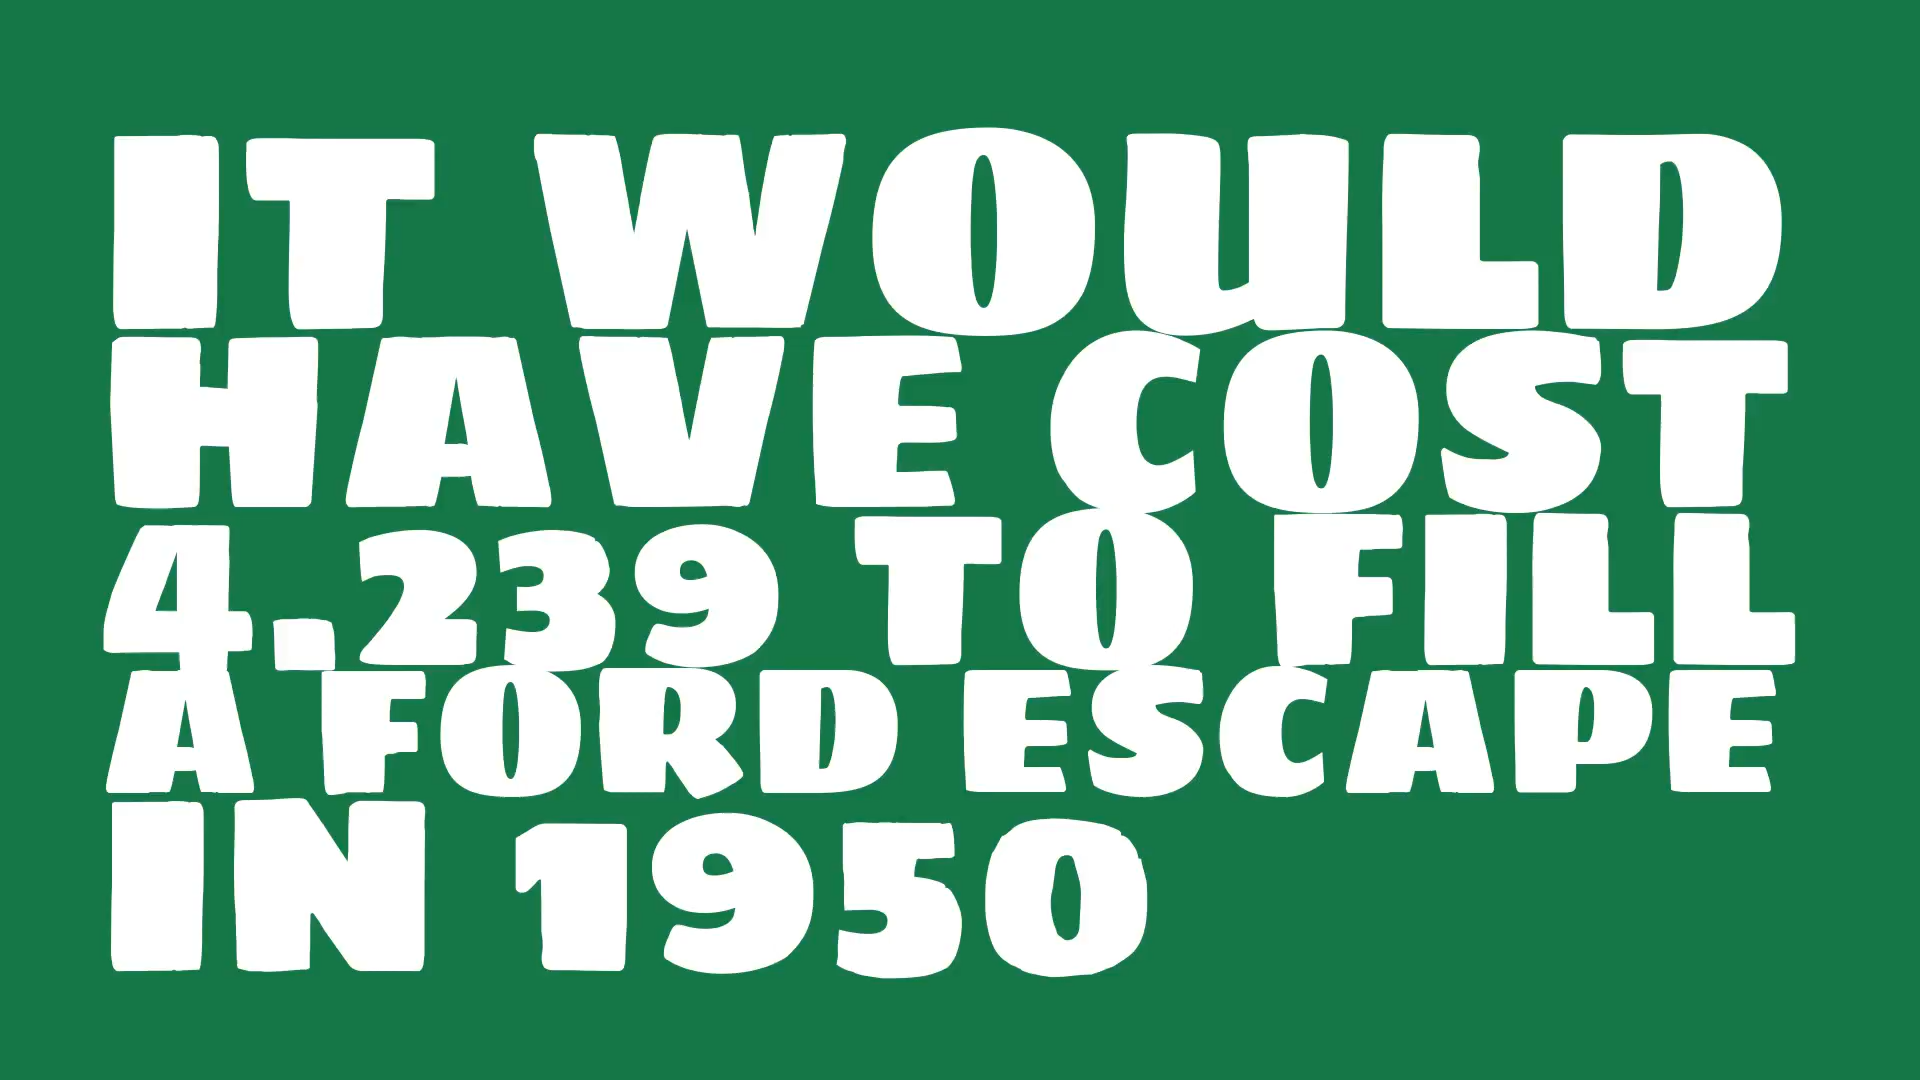 IT WOULD
HAVE COST
4.239 TO FILL
A FORD ESCAPE
IN 1950